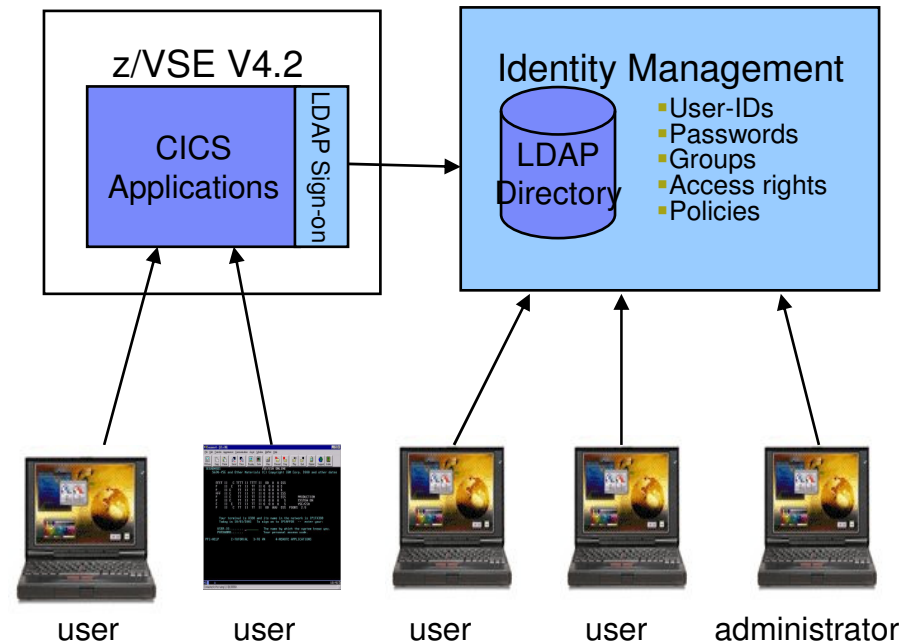 z/VSE V4.2
CICS
Applications
LDAP Sign-on
Identity Management
LDAP
Directory
User-IDs
Passwords
Groups
Access rights
Policies
user
user
user
user
administrator